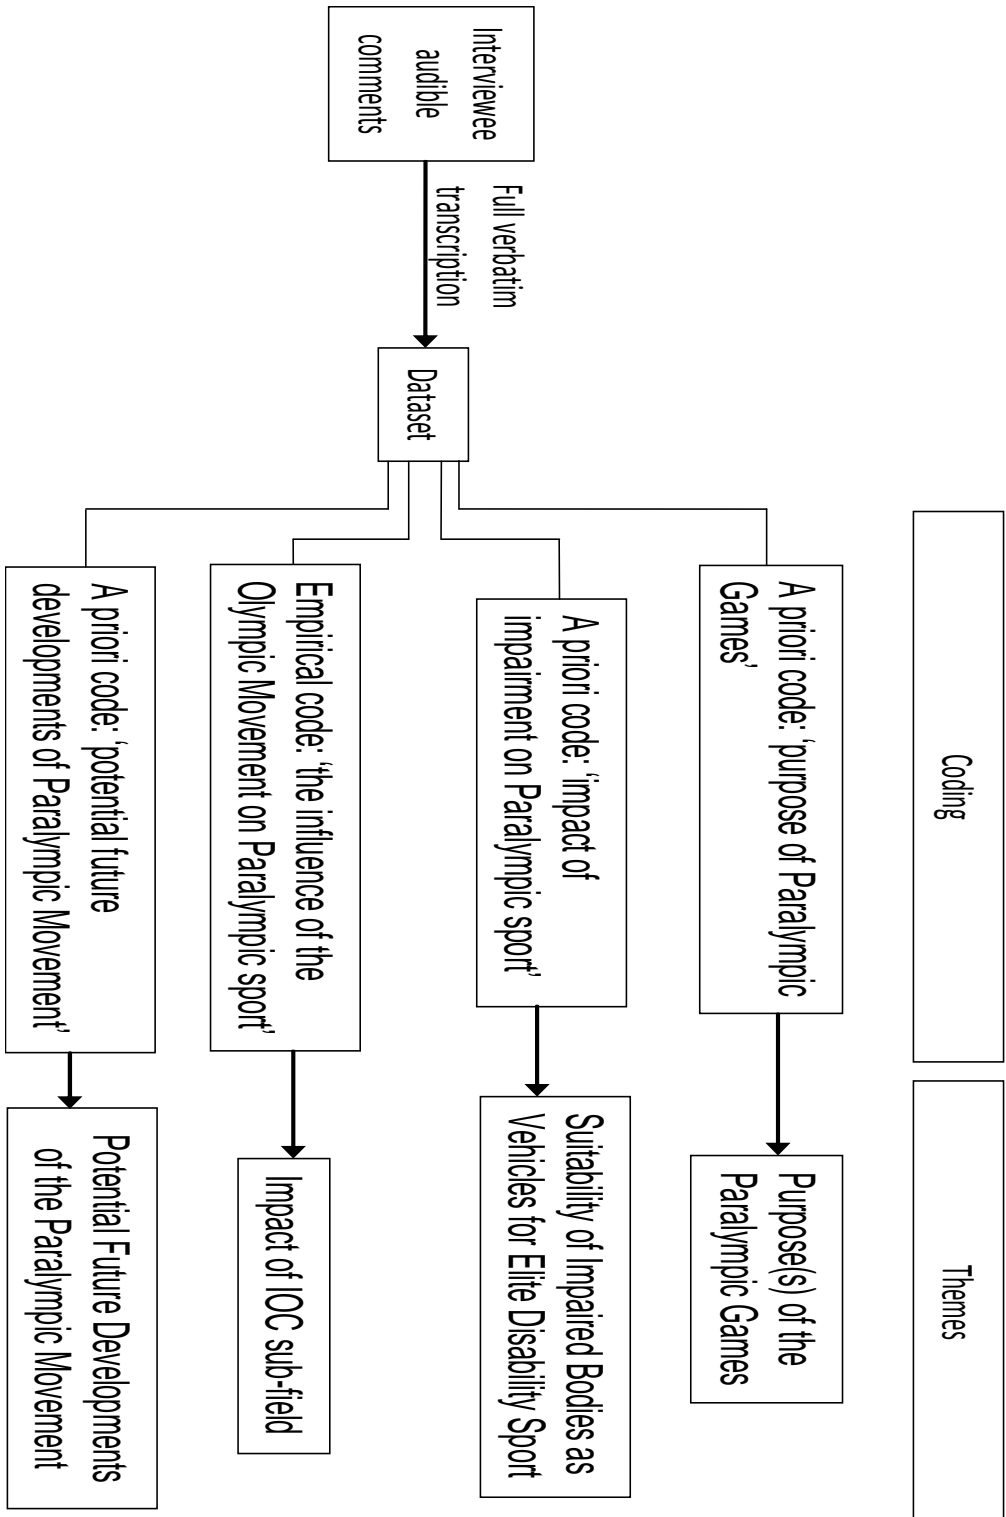 Coding
Themes
Interviewee
audible
comments
Full verbatim
transcription
Dataset
A priori code: ‘purpose of Paralympic
Games’
Purpose(s) of the
Paralympic Games
A priori code: ‘impact of
impairment on Paralympic sport’
Suitability of Impaired Bodies as
Vehicles for Elite Disability Sport
Empirical code: ‘the influence of the
Olympic Movement on Paralympic sport’
Impact of IOC sub-field
A priori code: ‘potential future
developments of Paralympic Movement’
Potential Future Developments
of the Paralympic Movement